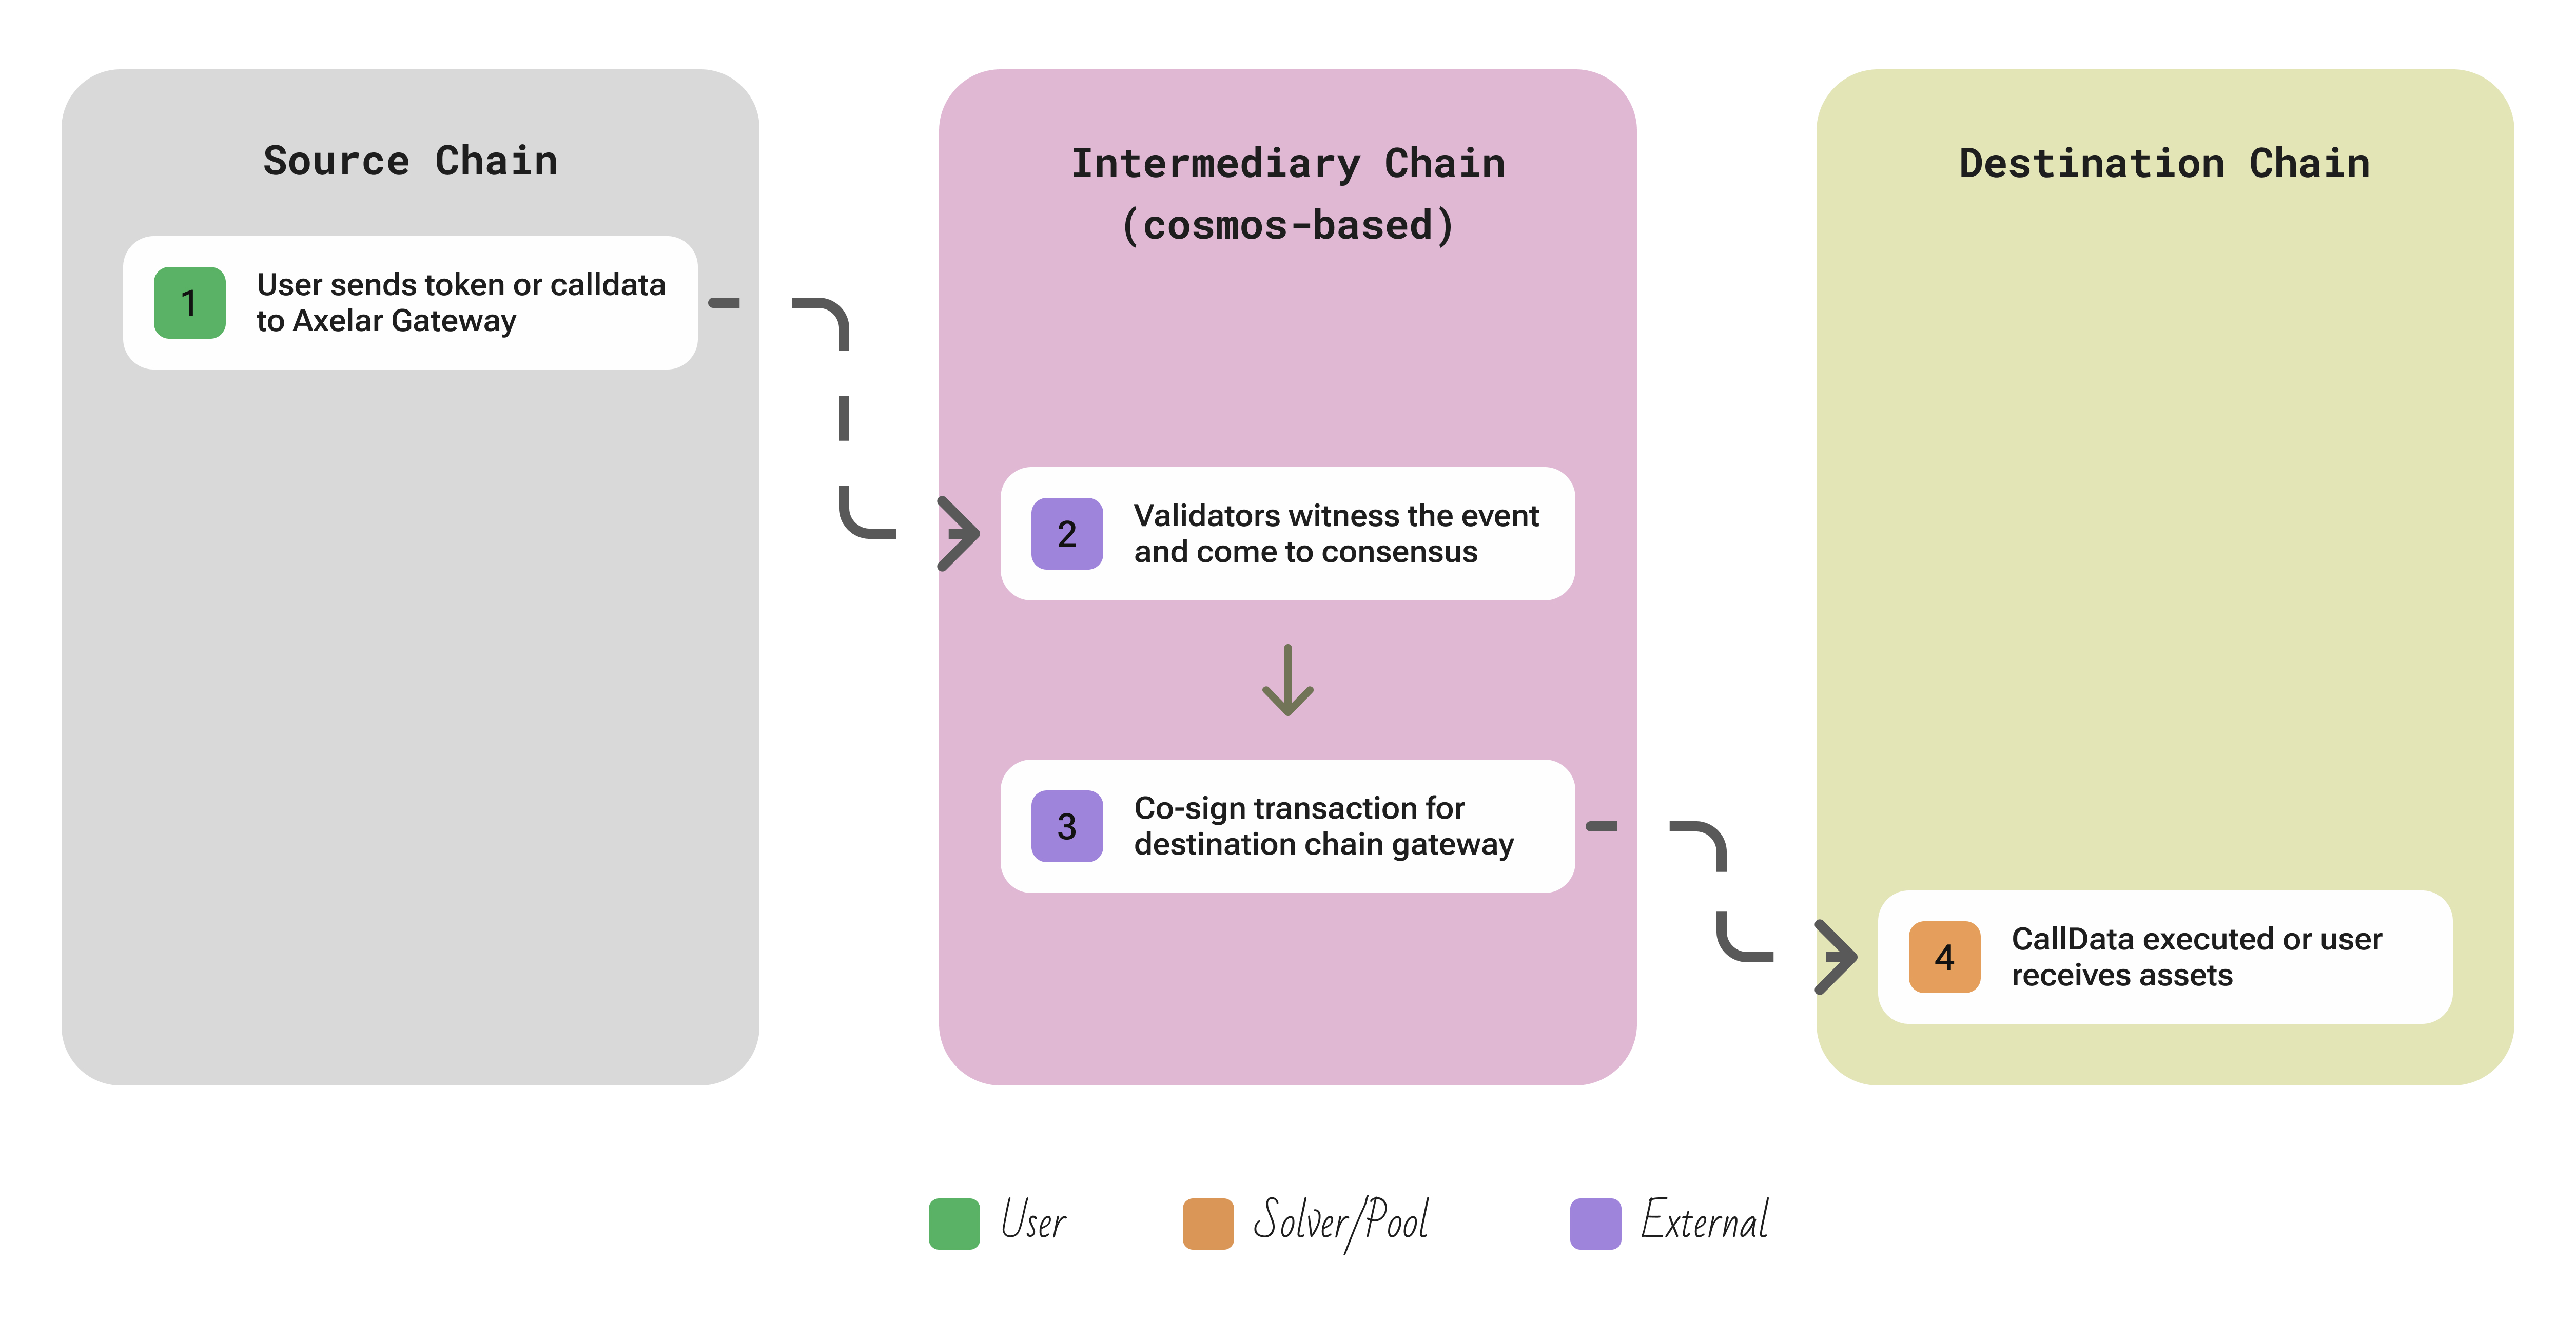 Source Chain
1
User sends token or calldata
to Axelar Gateway
Intermediary Chain
(cosmos-based)
2
Validators witness the event
and come to consensus
3
Co-sign transaction for
destination chain gateway
Destination Chain
4
CallData executed or user
receives assets
User
Solver/Pool
External